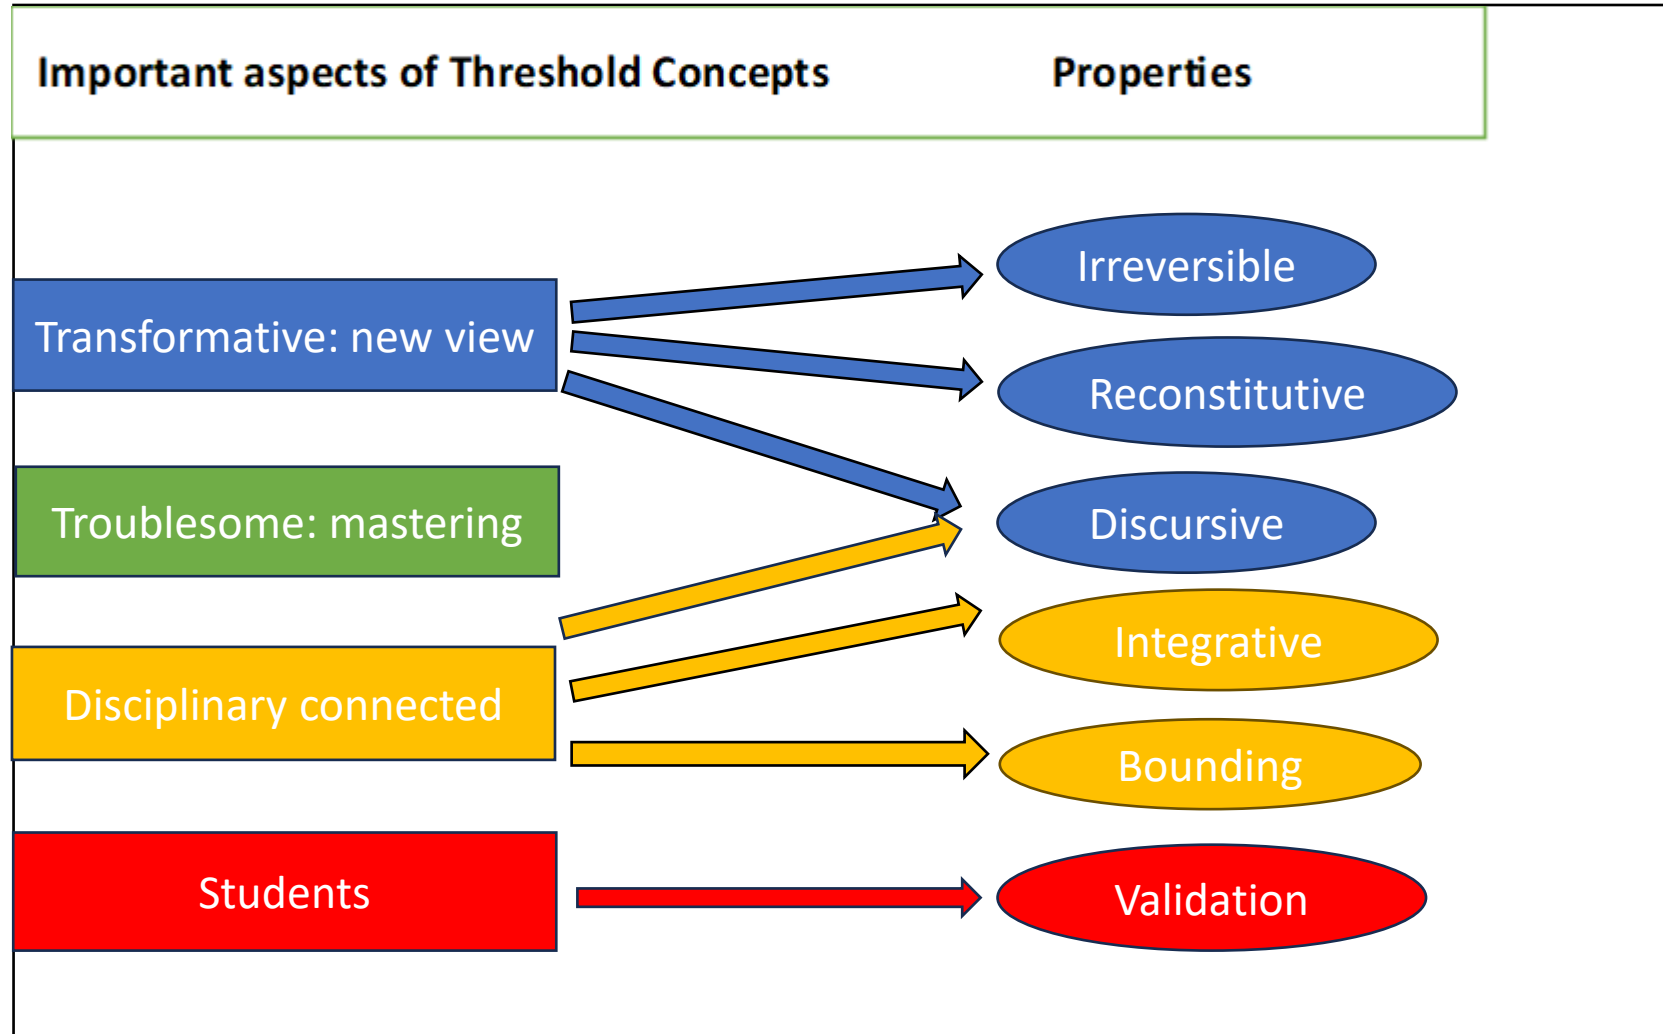 Important aspects of Threshold Concepts Properties
Transformative: new view
Troublesome: mastering
Disciplinary connected
Students
Irreversible
Reconstitutive
Discursive
Integrative
Bounding
Validation